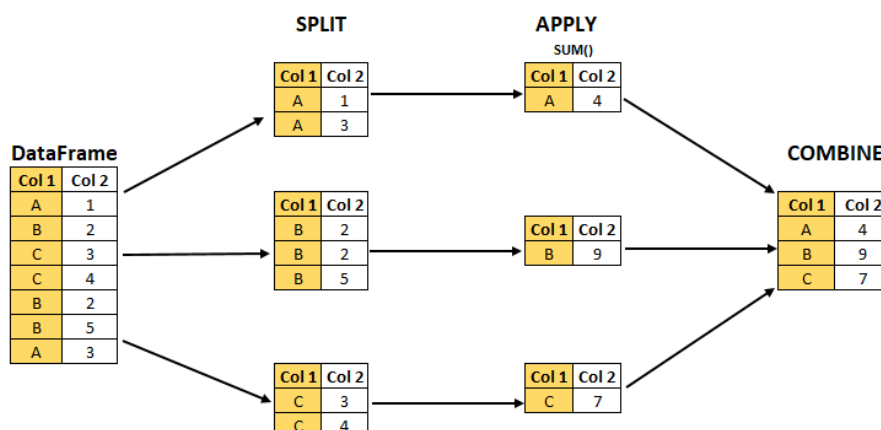 SPLIT
APPLY
SUM()
Col 1 Col 2
A 1
A 3
Col 1 Col 2
A 4
DataFrame
Col 1 Col 2
A 1
B 2
C 3
C 4
B 2
B 5
A 3
Col 1 Col 2
B 2
B 2
B 5
Col 1 Col 2
B 9
COMBINE
Col 1 Col 2
A 4
B 9
C 7
Col 1 Col 2
C 3
C 4
Col 1 Col 2
C 7